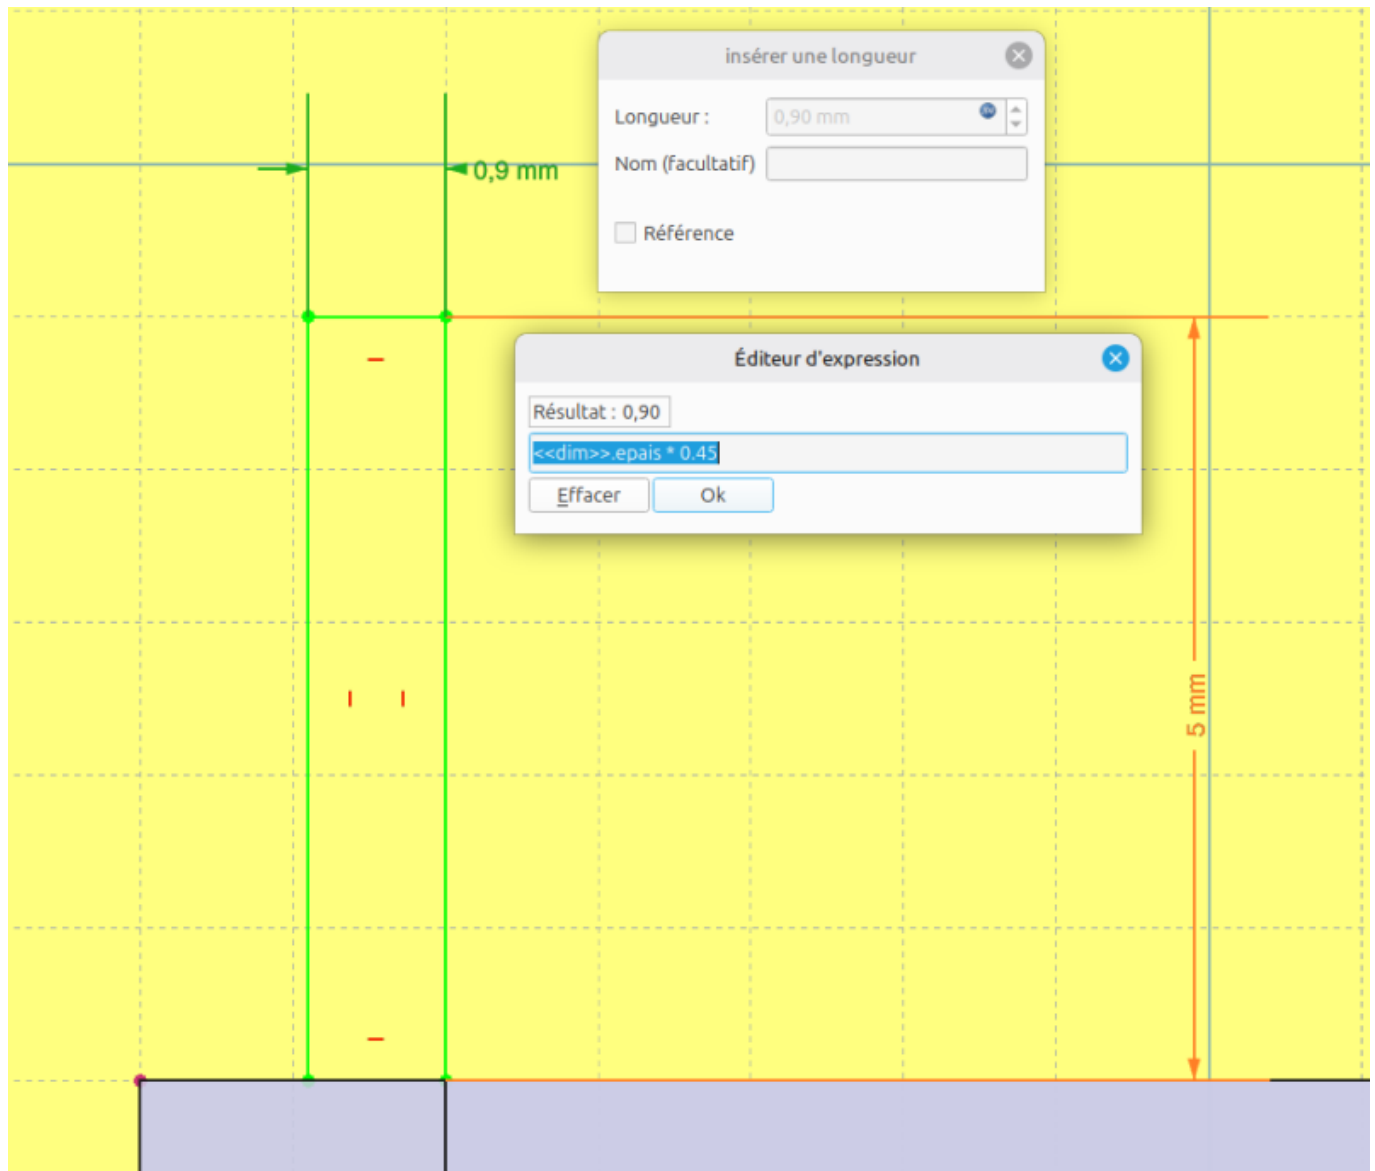 insérer une longueur
Longueur : 0,90 mm
Nom (facultatif)
Référence
0,9 mm
Éditeur d'expression
Résultat : 0,90
<<dim>>.epais * 0.45
Effacer Ok
5 mm